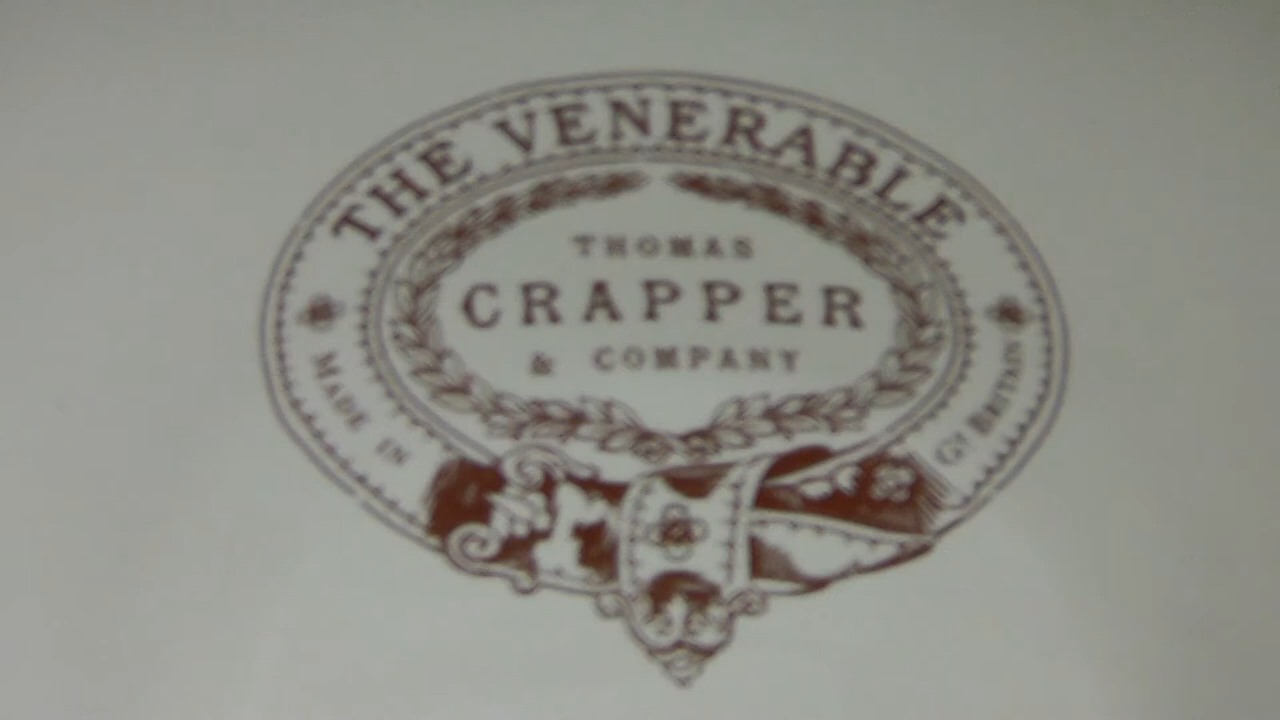 THE VENERABLE
THOMAS
CRAPPER
& COMPANY
MADE IN
Gt BRITAIN